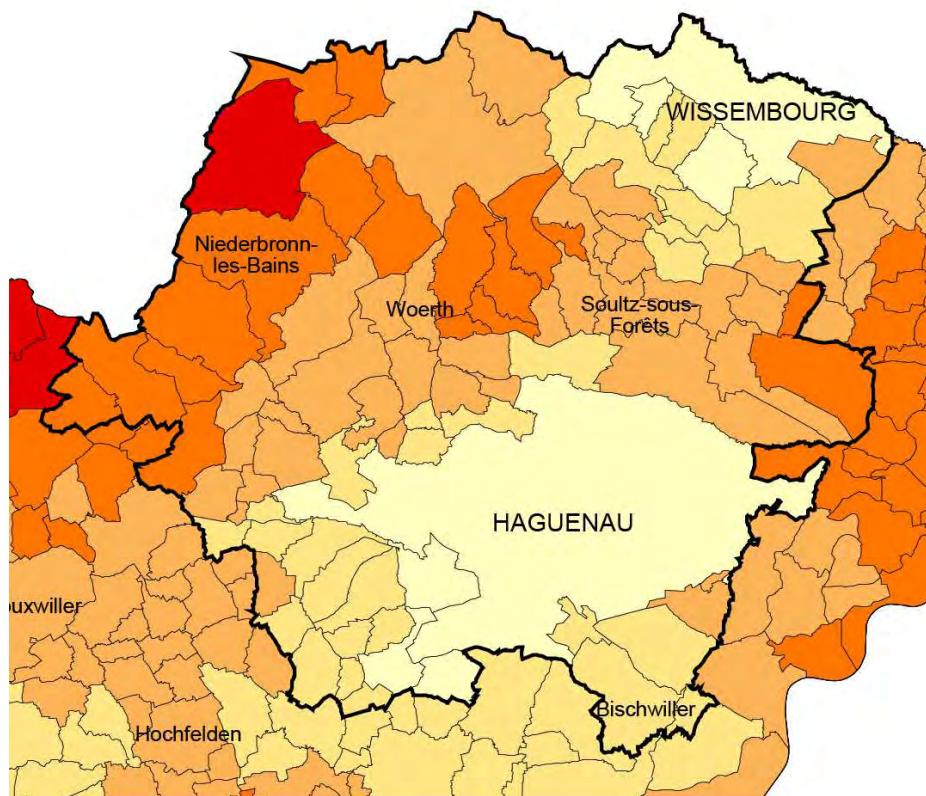 WISSEMBOURG
Niederbronn-
les-Bains
Woerth
Soultz-sous-
Forêts
HAGUENAU
ouxwiller
Bischwiller
Hochfelden